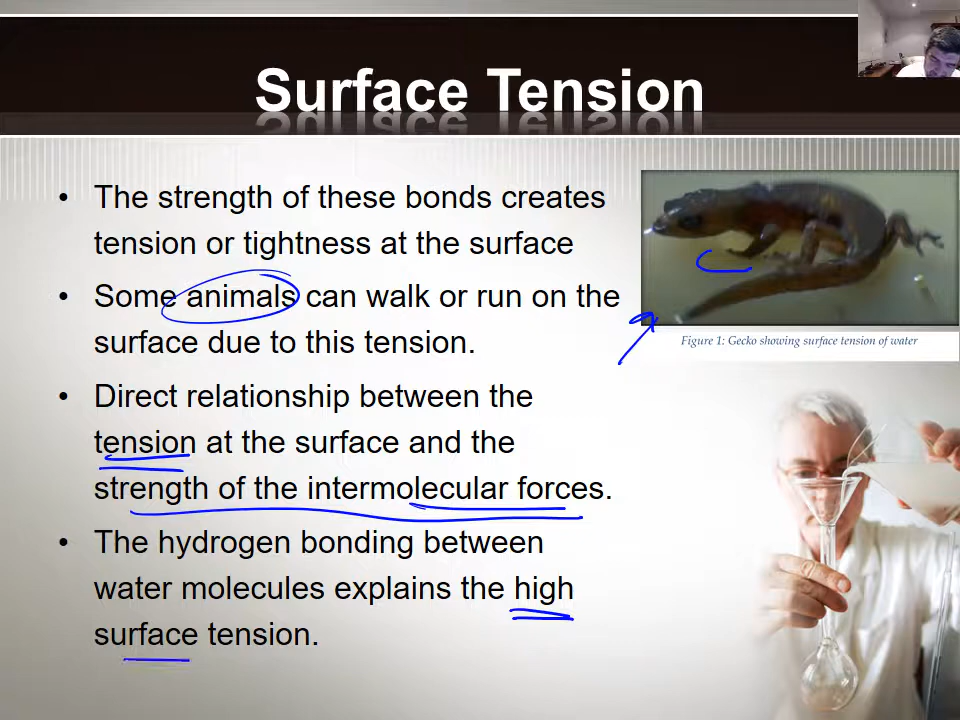 Surface Tension
• The strength of these bonds creates
tension or tightness at the surface
• Some animals can walk or run on the
surface due to this tension.
• Direct relationship between the
tension at the surface and the
strength of the intermolecular forces.
• The hydrogen bonding between
water molecules explains the high
surface tension.
Figure 1: Gecko showing surface tension of water